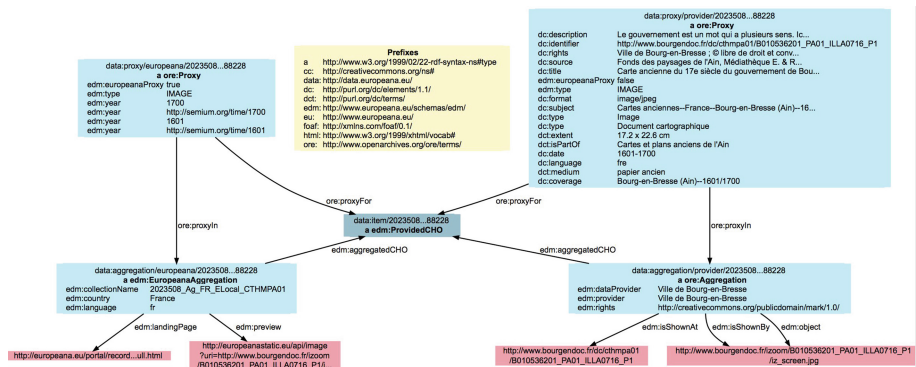 data:proxy/europeana/2023508...88228
a ore:Proxy
edm:europeanaProxy true
edm:type IMAGE
edm:year 1700
edm:year http://semium.org/time/1700
edm:year 1601
edm:year http://semium.org/time/1601
Prefixes
a http://www.w3.org/1999/02/22-rdf-syntax-ns#type
cc: http://creativecommons.org/ns#
data: http://data.europeana.eu/
dc: http://purl.org/dc/elements/1.1/
dct: http://purl.org/dc/terms/
edm: http://www.europeana.eu/schemas/edm/
eu: http://www.europeana.eu/
foaf: http://xmlns.com/foaf/0.1/
html: http://www.w3.org/1999/xhtml/vocab#
ore: http://www.openarchives.org/ore/terms/
data:proxy/provider/2023508...88228
a ore:Proxy
dc:description Le gouvernement est un mot qui a plusieurs sens. Ic...
dc:identifier http://www.bourgendoc.fr/dc/cthmpa01/B010536201_PA01_ILLA0716_P1
dc:rights Ville de Bourg-en-Bresse ; © libre de droit et conv...
dc:source Fonds des paysages de l'Ain, Médiathèque E. & R...
dc:title Carte ancienne du 17e siècle du gouvernement de Bou...
edm:europeanaProxy false
edm:type IMAGE
dc:format image/jpeg
dc:subject Cartes anciennes--France--Bourg-en-Bresse (Ain)--16...
dc:type Image
dc:type Document cartographique
dct:extent 17.2 x 22.6 cm
dct:isPartOf Cartes et plans anciens de l'Ain
dc:date 1601-1700
dc:language fre
dct:medium papier ancien
dc:coverage Bourg-en-Bresse (Ain)--1601/1700
ore:proxyFor
ore:proxyFor
data:item/2023508...88228
a edm:ProvidedCHO
ore:proxyIn
ore:proxyIn
edm:aggregatedCHO
edm:aggregatedCHO
data:aggregation/europeana/2023508...88228
a edm:EuropeanaAggregation
edm:collectionName 2023508_Ag_FR_ELocal_CTHMPA01
edm:country France
edm:language fr
data:aggregation/provider/2023508...88228
a ore:Aggregation
edm:dataProvider Ville de Bourg-en-Bresse
edm:provider Ville de Bourg-en-Bresse
edm:rights http://creativecommons.org/publicdomain/mark/1.0/
edm:landingPage
edm:preview
edm:isShownAt
edm:isShownBy
edm:object
http://europeana.eu/portal/record...ull.html
http://europeanastatic.eu/api/image
?uri=http://www.bourgendoc.fr/izoom
/B010536201_PA01_ILLA0716_P1/i
http://www.bourgendoc.fr/dc/cthmpa01
/B010536201_PA01_ILLA0716_P1
http://www.bourgendoc.fr/izoom/B010536201_PA01_ILLA0716_P1
/iz_screen.jpg